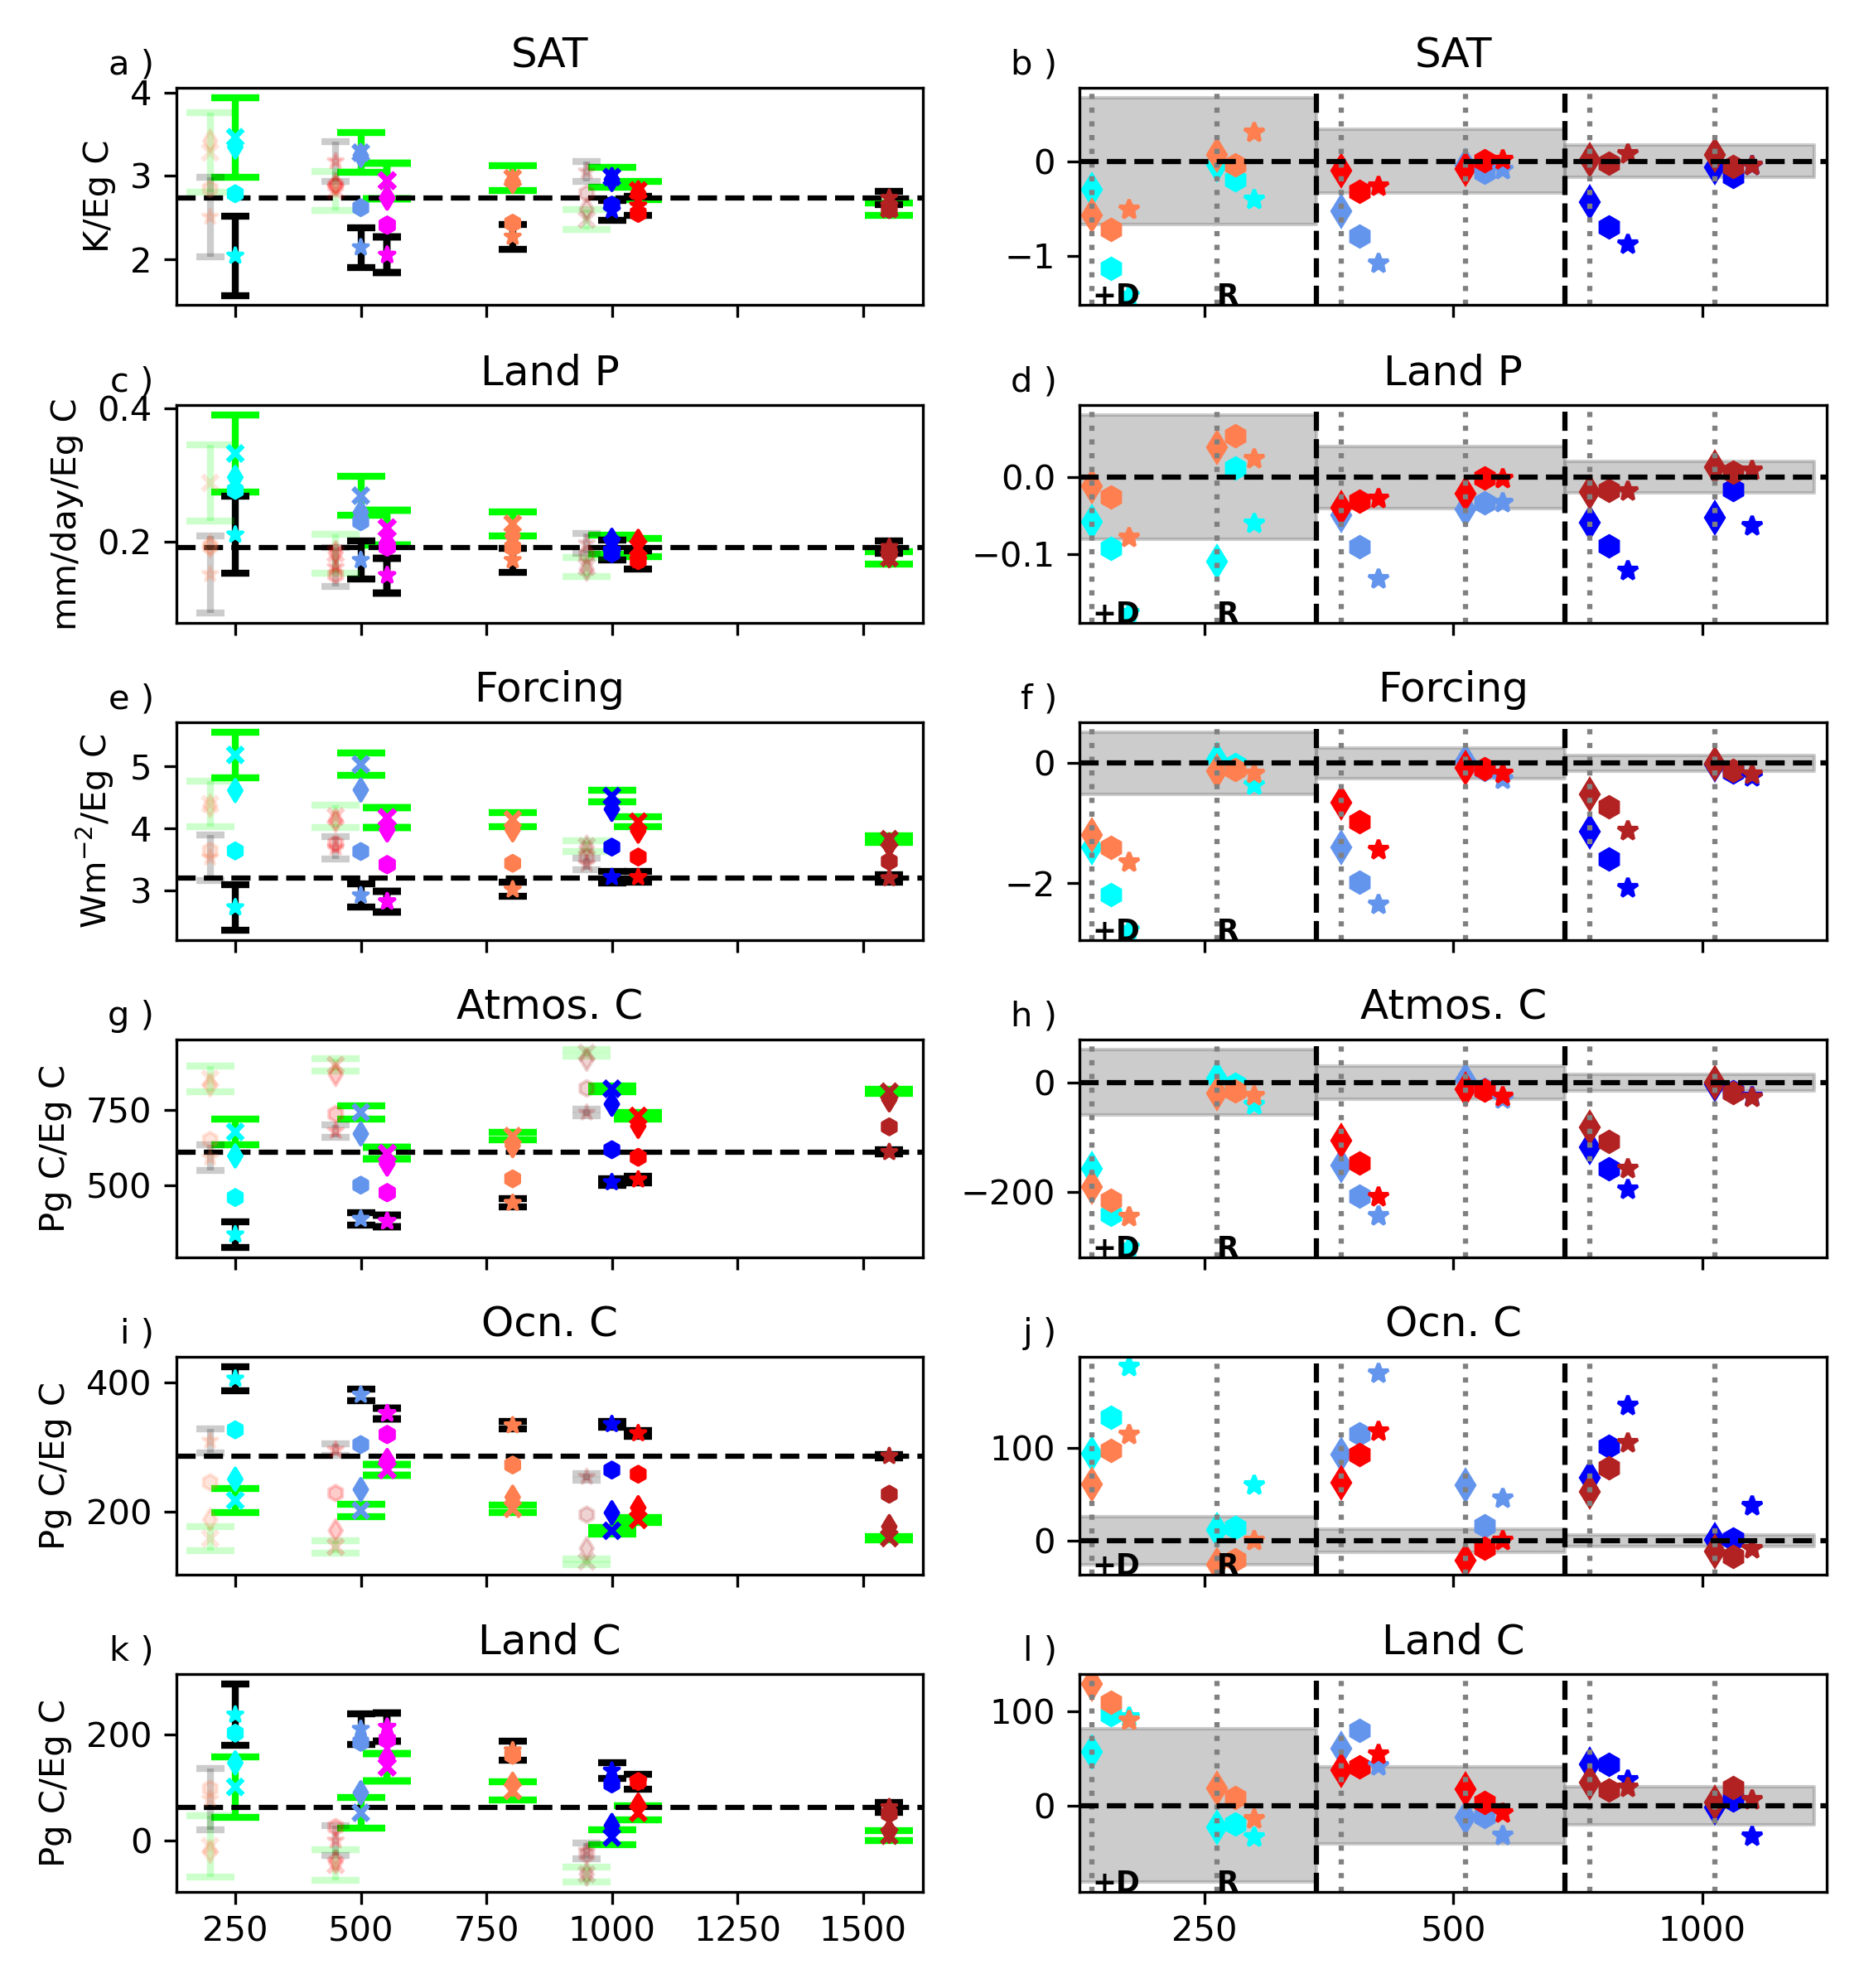 a ) SAT
4
3
2
K/Eg C
b ) SAT
0
−1
+D R
c ) Land P
0.4
0.2
mm/day/Eg C
d ) Land P
0.0
−0.1
+D R
e ) Forcing
5
4
3
Wm−2/Eg C
f ) Forcing
0
−2
+D R
g ) Atmos. C
750
500
Pg C/Eg C
h ) Atmos. C
0
−200
+D R
i ) Ocn. C
400
200
Pg C/Eg C
j ) Ocn. C
100
0
+D R
k ) Land C
200
0
Pg C/Eg C
250 500 750 1000 1250 1500
l ) Land C
100
0
+D R
250 500 1000